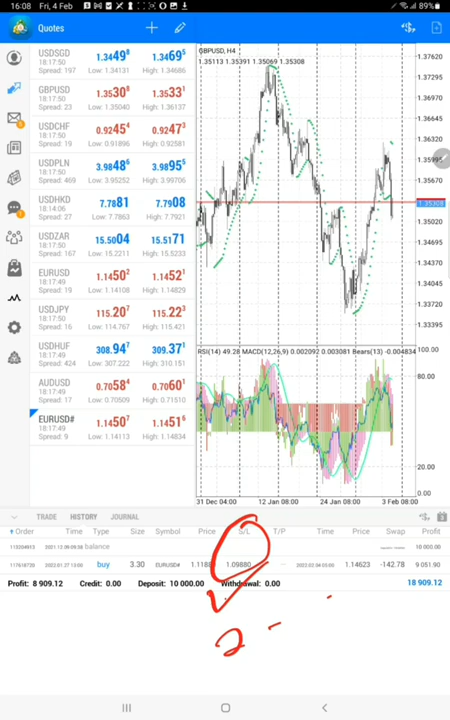 16:08 Fri, 4 Feb 89%
Quotes
USDSGD 1.3449⁸ 1.3469⁵
18:17:50
Spread: 197 Low: 1.34131 High: 1.34686
GBPUSD 1.3530⁸ 1.3533¹
18:17:50
Spread: 23 Low: 1.35040 High: 1.36137
USDCHF 0.9245⁴ 0.9247³
18:17:50
Spread: 19 Low: 0.91896 High: 0.92581
USDPLN 3.9848⁶ 3.9895⁵
18:17:50
Spread: 469 Low: 3.95252 High: 3.99706
USDHKD 7.7881 7.7908
18:14:06
Spread: 27 Low: 7.7863 High: 7.7921
USDZAR 15.5004 15.5171
18:17:50
Spread: 167 Low: 15.2211 High: 15.5233
EURUSD 1.1450² 1.1452¹
18:17:50
Spread: 19 Low: 1.14108 High: 1.14829
USDJPY 115.20⁷ 115.22³
18:17:50
Spread: 16 Low: 114.767 High: 115.421
USDHUF 308.94⁷ 309.37¹
18:17:49
Spread: 424 Low: 307.222 High: 310.151
AUDUSD 0.7058⁴ 0.7060¹
18:17:49
Spread: 17 Low: 0.70509 High: 0.71510
EURUSD# 1.1450⁷ 1.1451⁶
18:17:49
Spread: 9 Low: 1.14113 High: 1.14834
GBPUSD, H4
1.35113 1.35391 1.35069 1.35308
1.37620
1.37295
1.36970
1.36645
1.36320
1.35995
1.35670
1.35308
1.35020
1.34695
1.34370
1.34045
1.33720
1.33395
RSI(14) 49.28 MACD(12,26,9) 0.002092 0.003081 Bears(13) -0.004834
100.00
80.00
20.00
0.00
31 Dec 04:00 12 Jan 08:00 24 Jan 08:00 3 Feb 08:00
TRADE HISTORY JOURNAL
Order Time Type Size Symbol Price S/L T/P Time Price Swap Profit
balance 10 000.00
buy 3.30 EURUSD# 1.09880 1.14623 -142.78 9 051.90
Profit: 8 909.12 Credit: 0.00 Deposit: 10 000.00 Withdrawal: 0.00 18 909.12
2